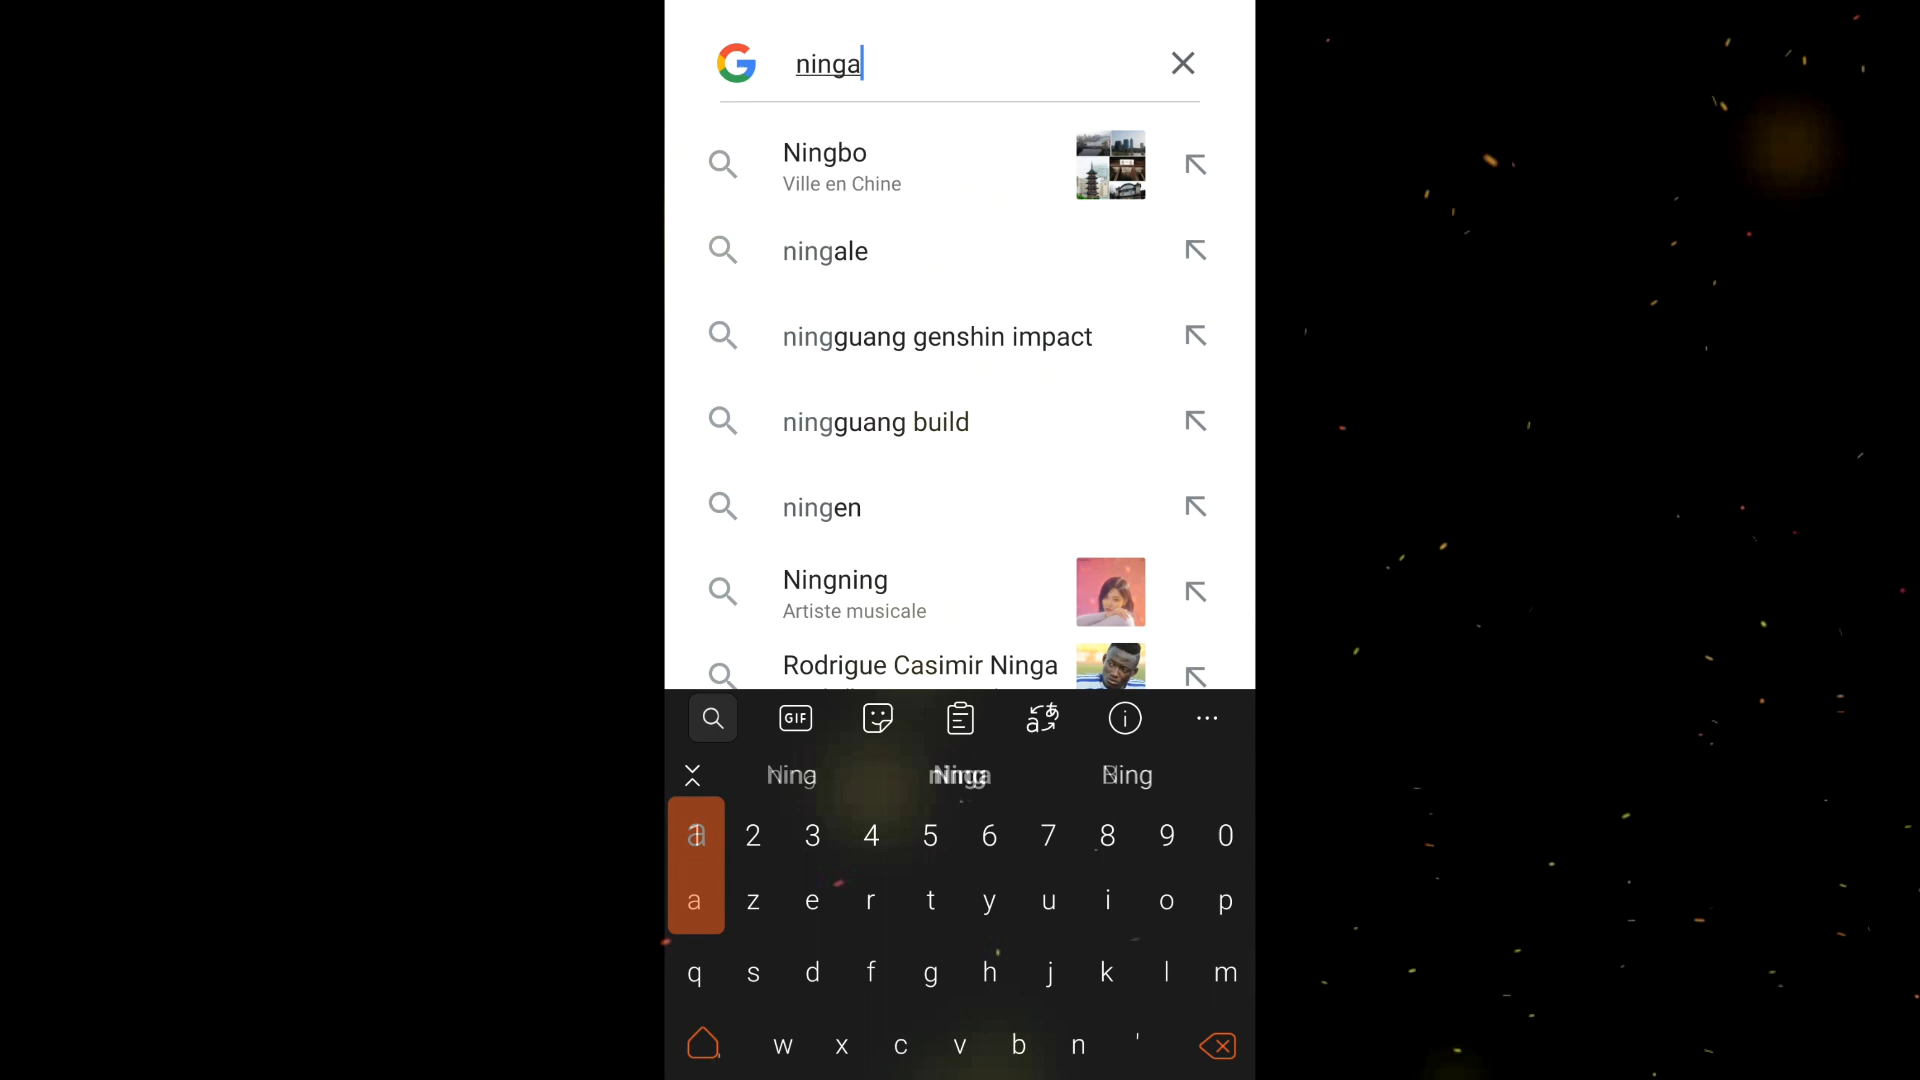 ninga
Ningbo
Ville en Chine
ningale
ningguang genshin impact
ningguang build
ningen
Ningning
Artiste musicale
Rodrigue Casimir Ninga
GIF
Ning Ninga Bing
1 2 3 4 5 6 7 8 9 0
a z e r t y u i o p
q s d f g h j k l m
w x c v b n '